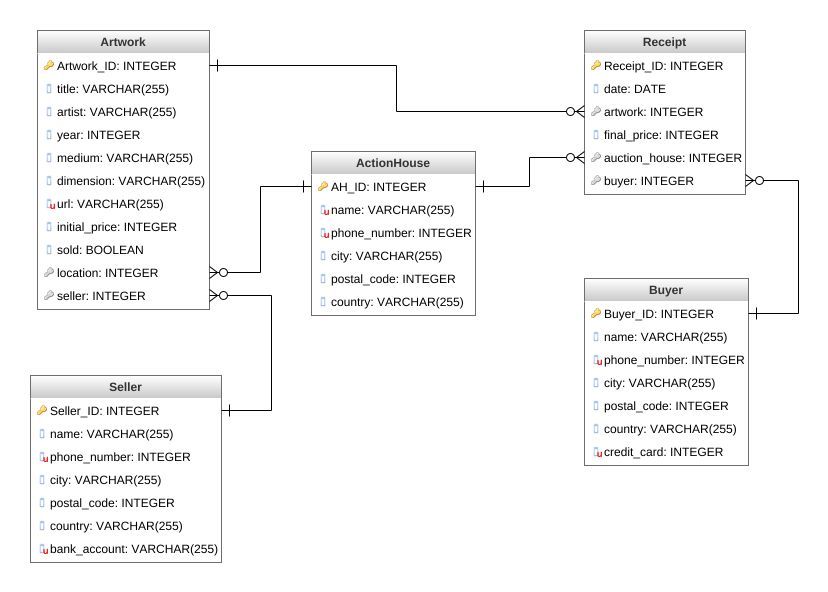 Artwork
Artwork_ID: INTEGER
title: VARCHAR(255)
artist: VARCHAR(255)
year: INTEGER
medium: VARCHAR(255)
dimension: VARCHAR(255)
url: VARCHAR(255)
initial_price: INTEGER
sold: BOOLEAN
location: INTEGER
seller: INTEGER
Receipt
Receipt_ID: INTEGER
date: DATE
artwork: INTEGER
final_price: INTEGER
auction_house: INTEGER
buyer: INTEGER
ActionHouse
AH_ID: INTEGER
name: VARCHAR(255)
phone_number: INTEGER
city: VARCHAR(255)
postal_code: INTEGER
country: VARCHAR(255)
Buyer
Buyer_ID: INTEGER
name: VARCHAR(255)
phone_number: INTEGER
city: VARCHAR(255)
postal_code: INTEGER
country: VARCHAR(255)
credit_card: INTEGER
Seller
Seller_ID: INTEGER
name: VARCHAR(255)
phone_number: INTEGER
city: VARCHAR(255)
postal_code: INTEGER
country: VARCHAR(255)
bank_account: VARCHAR(255)